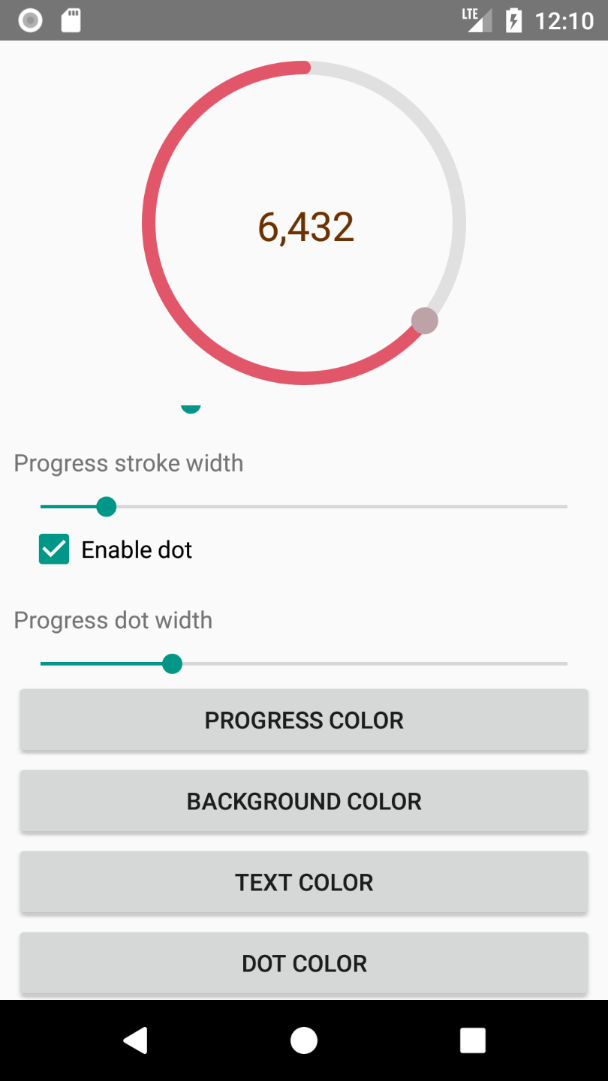 LTE 12:10
6,432
Progress stroke width
Enable dot
Progress dot width
PROGRESS COLOR
BACKGROUND COLOR
TEXT COLOR
DOT COLOR